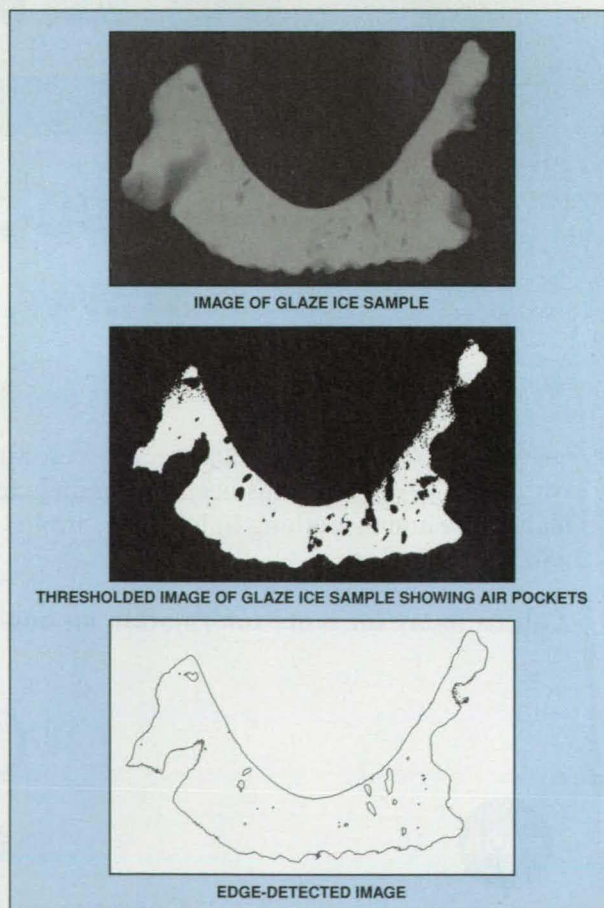 IMAGE OF GLAZE ICE SAMPLE
THRESHOLDED IMAGE OF GLAZE ICE SAMPLE SHOWING AIR POCKETS
EDGE-DETECTED IMAGE